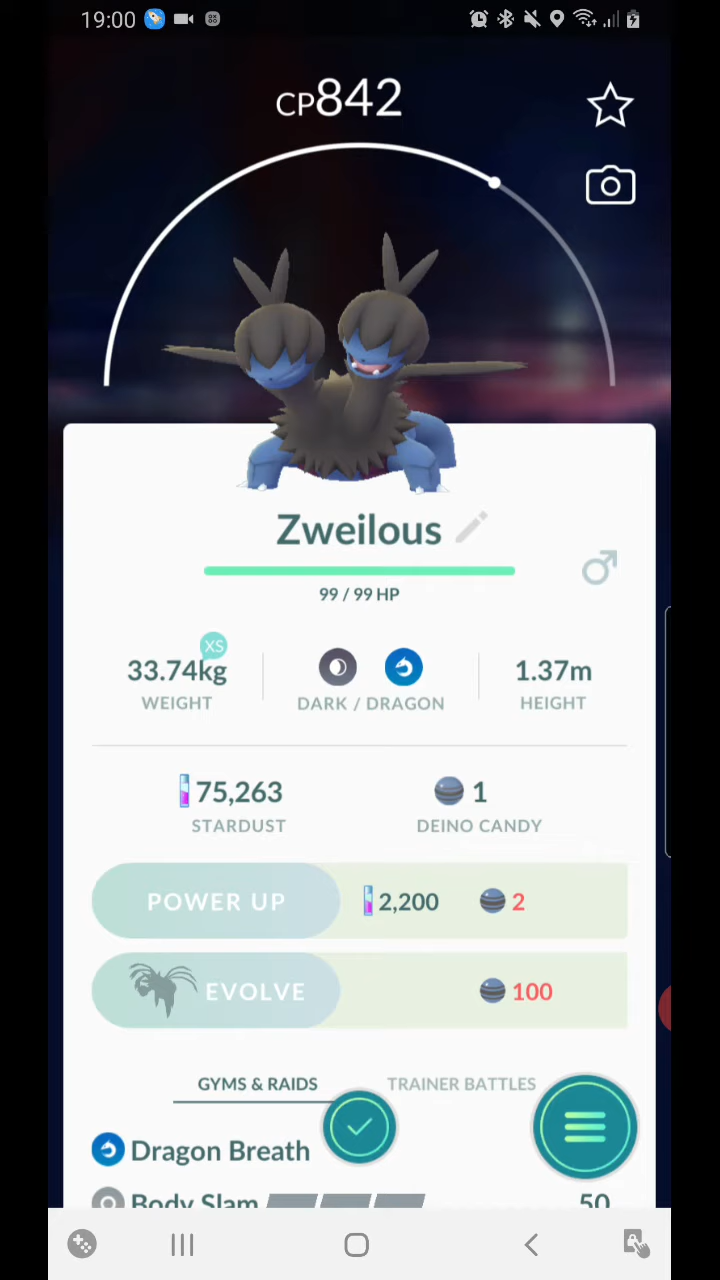 19:00
CP842
Zweilous
99 / 99 HP
XS
33.74kg
WEIGHT
DARK / DRAGON
1.37m
HEIGHT
75,263
STARDUST
1
DEINO CANDY
POWER UP
2,200
2
EVOLVE
100
GYMS & RAIDS
TRAINER BATTLES
Dragon Breath
Body Slam
50